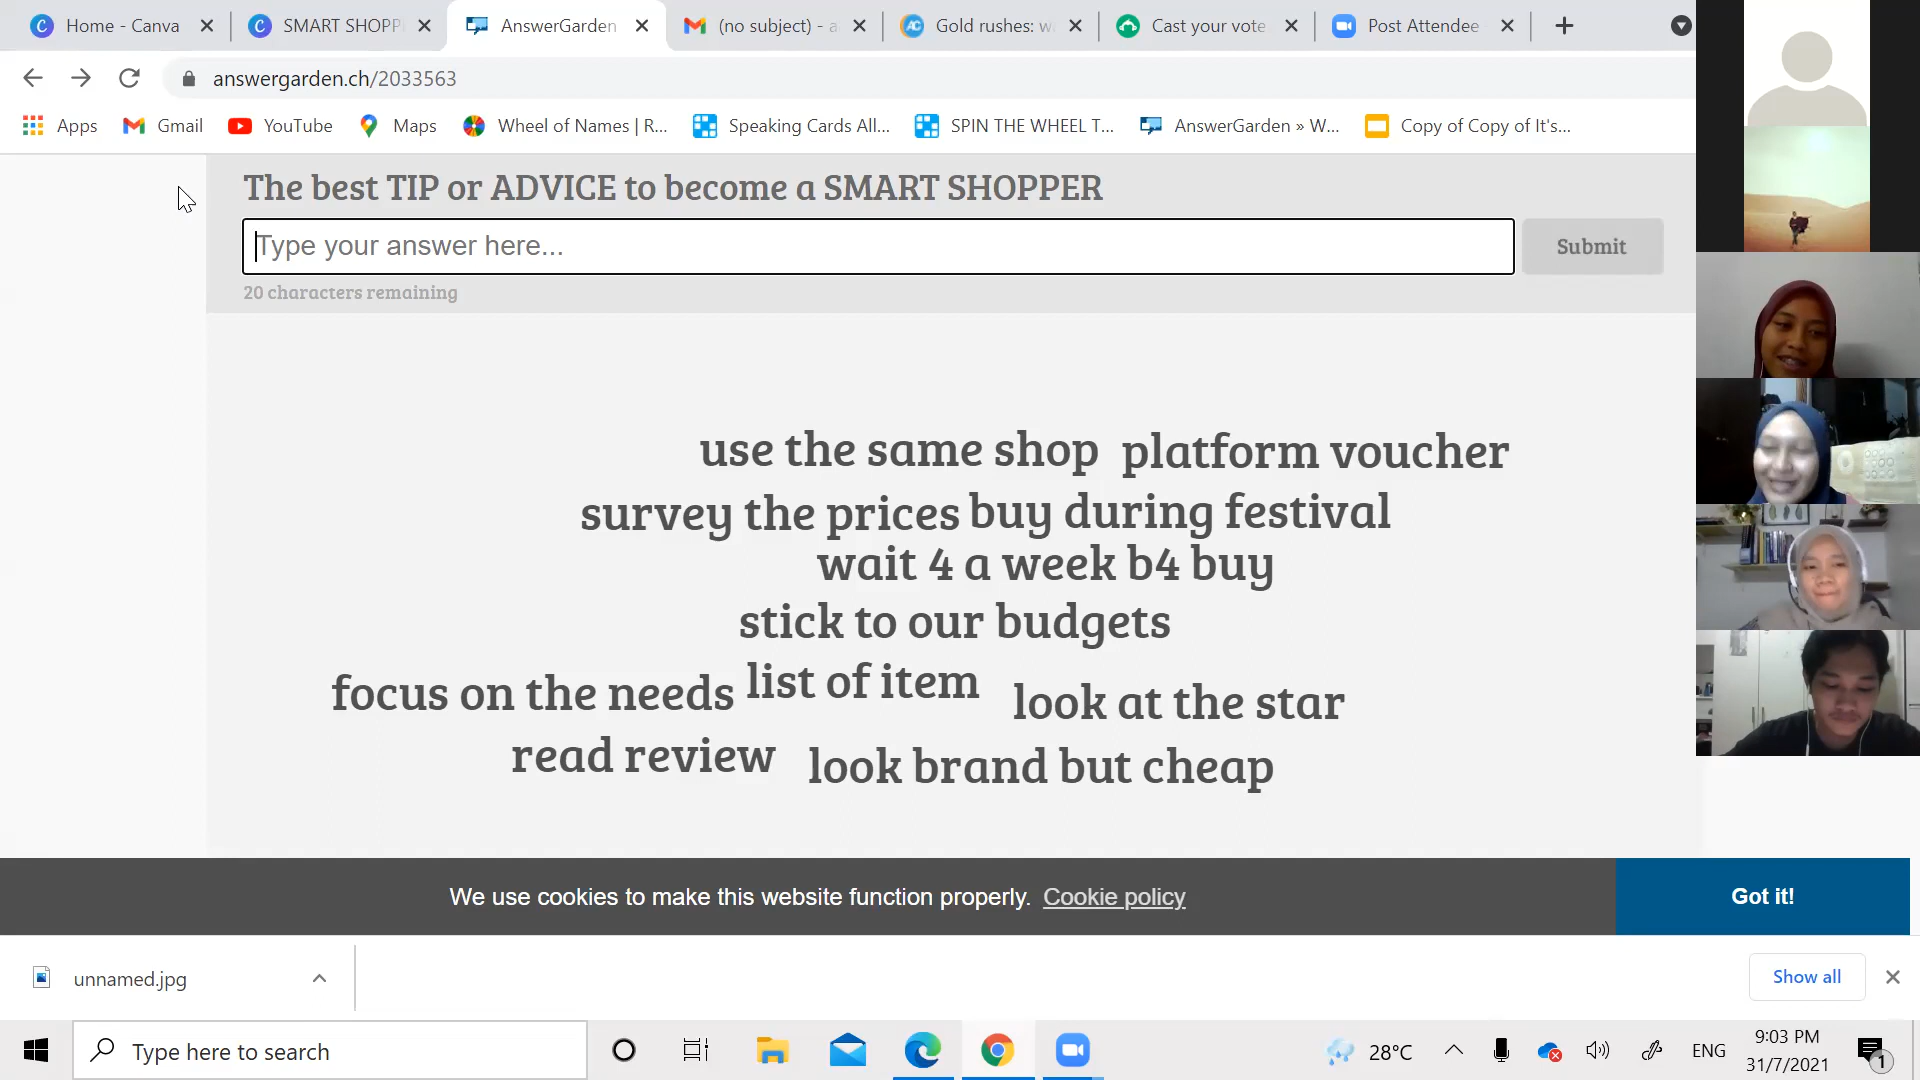 Home - Canva
SMART SHOPP
AnswerGarden
(no subject) - a
Gold rushes: w
Cast your vote
Post Attendee
answergarden.ch/2033563
Apps
Gmail
YouTube
Maps
Wheel of Names | R...
Speaking Cards All...
SPIN THE WHEEL T...
AnswerGarden » W...
Copy of Copy of It's...
The best TIP or ADVICE to become a SMART SHOPPER
Type your answer here...
Submit
20 characters remaining
use the same shop platform voucher
survey the prices buy during festival
wait 4 a week b4 buy
stick to our budgets
focus on the needs list of item look at the star
read review look brand but cheap
We use cookies to make this website function properly. Cookie policy
Got it!
unnamed.jpg
Show all
Type here to search
28°C
ENG
9:03 PM
31/7/2021
1